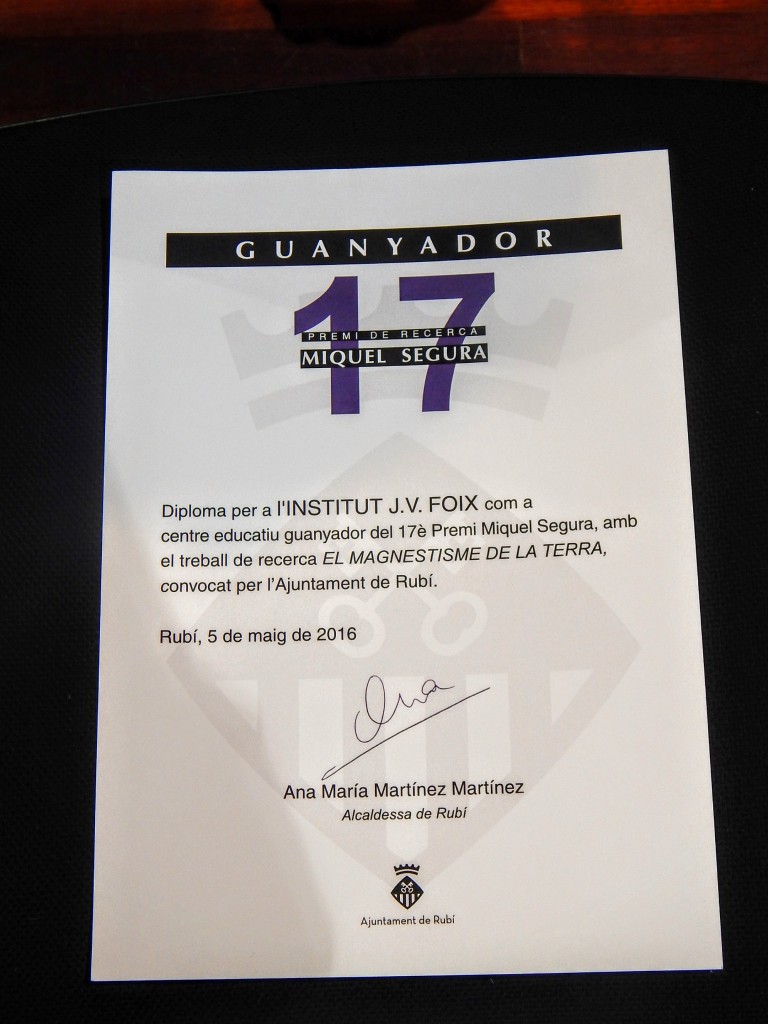 GUANYADOR
17
PREMI DE RECERCA
MIQUEL SEGURA
Diploma per a l'INSTITUT J.V. FOIX com a
centre educatiu guanyador del 17è Premi Miquel Segura, amb
el treball de recerca EL MAGNESTISME DE LA TERRA,
convocat per l'Ajuntament de Rubí.
Rubí, 5 de maig de 2016
Ana
Ana María Martínez Martínez
Alcaldessa de Rubí
Ajuntament de Rubí